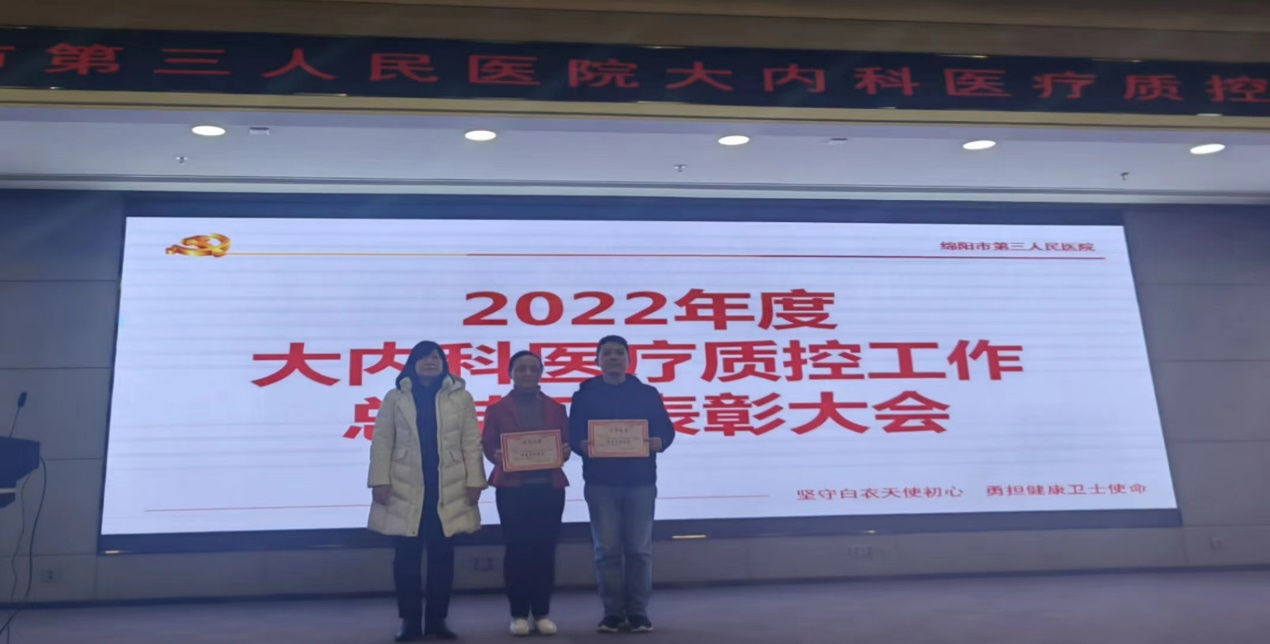 市第三人民医院大内科医疗质控
绵阳市第三人民医院
2022年度
大内科医疗质控工作
总 表彰大会
坚守白衣天使初心 勇担健康卫士使命